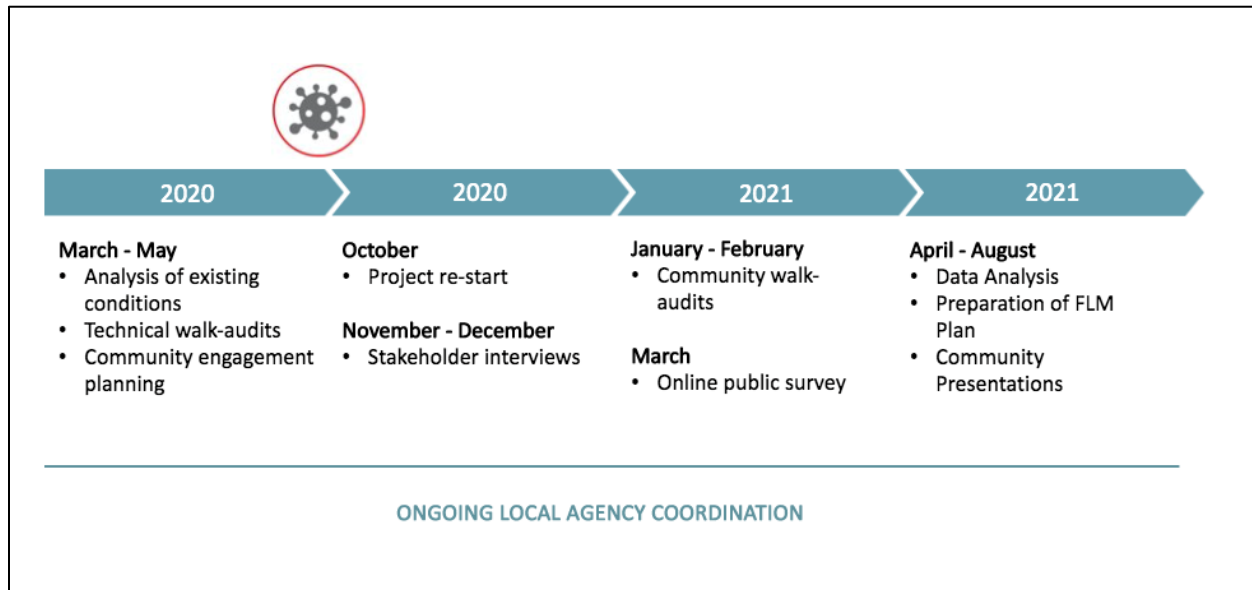 2020
March - May
• Analysis of existing
conditions
• Technical walk-audits
• Community engagement
planning
2020
October
• Project re-start
November - December
• Stakeholder interviews
2021
January - February
• Community walk-
audits
March
• Online public survey
2021
April - August
• Data Analysis
• Preparation of FLM
Plan
• Community
Presentations
ONGOING LOCAL AGENCY COORDINATION